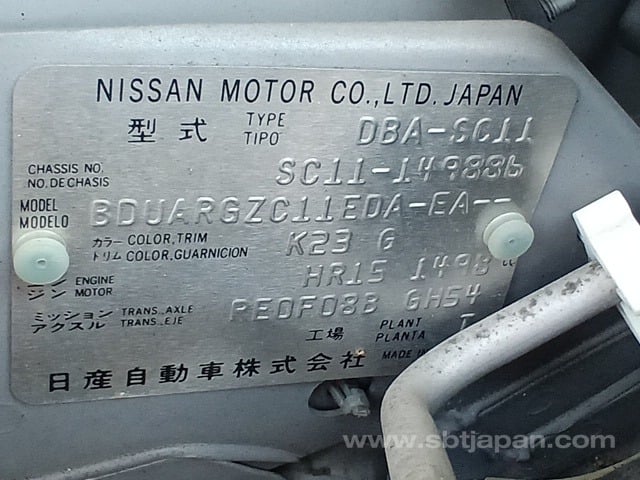 NISSAN MOTOR CO.,LTD. JAPAN
型式 TYPE TIPO DBA-SC11
CHASSIS NO. NO. DE CHASIS SC11-149886
MODEL MODELO BDUARGZC11EDA-EA--
カラー COLOR, TRIM K23 G
トリム COLOR, GUARNICION
ENGINE HR15 1498 cc
ジン MOTOR
ミッション TRANS., AXLE RE0F08B GH54
アクスル TRANS., EJE
工場 PLANT PLANTA T
日産自動車株式会社 MADE IN
www.sbtjapan.com